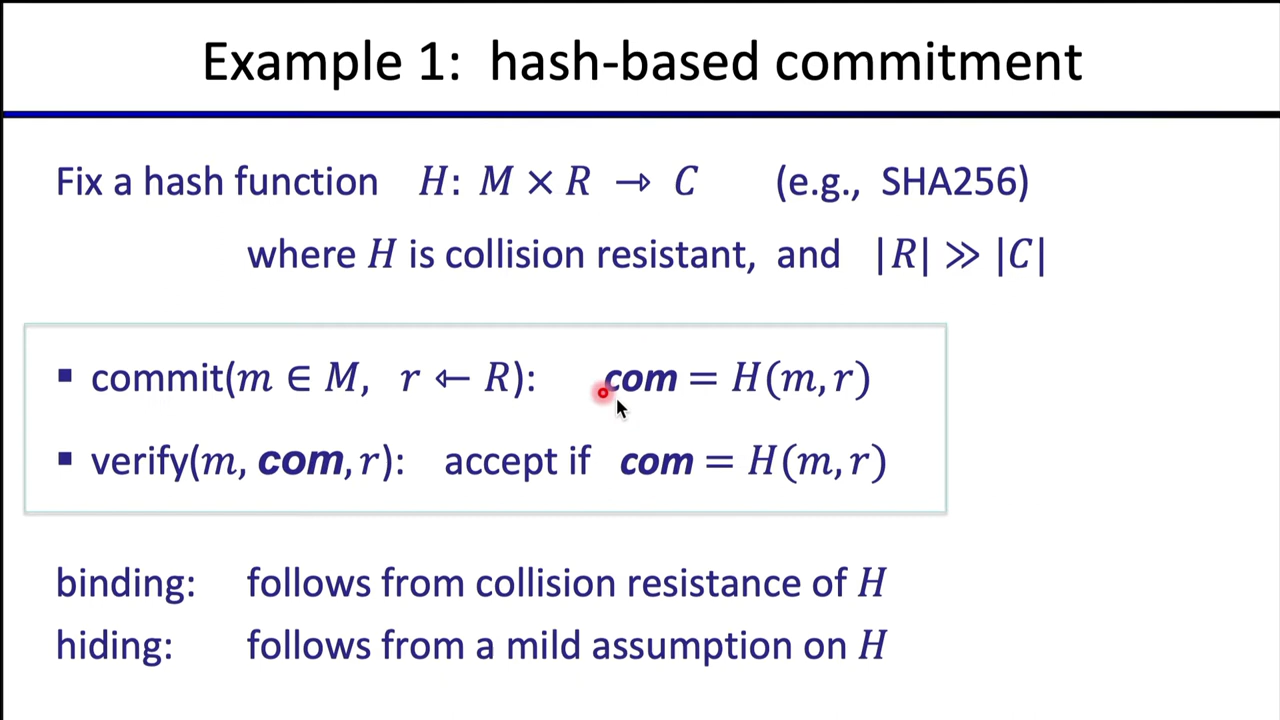 Example 1: hash-based commitment
Fix a hash function H: M × R → C (e.g., SHA256)
where H is collision resistant, and |R| ≫ |C|
▪ commit(m ∈ M, r ← R): com = H(m, r)
▪ verify(m, com, r): accept if com = H(m, r)
binding: follows from collision resistance of H
hiding: follows from a mild assumption on H